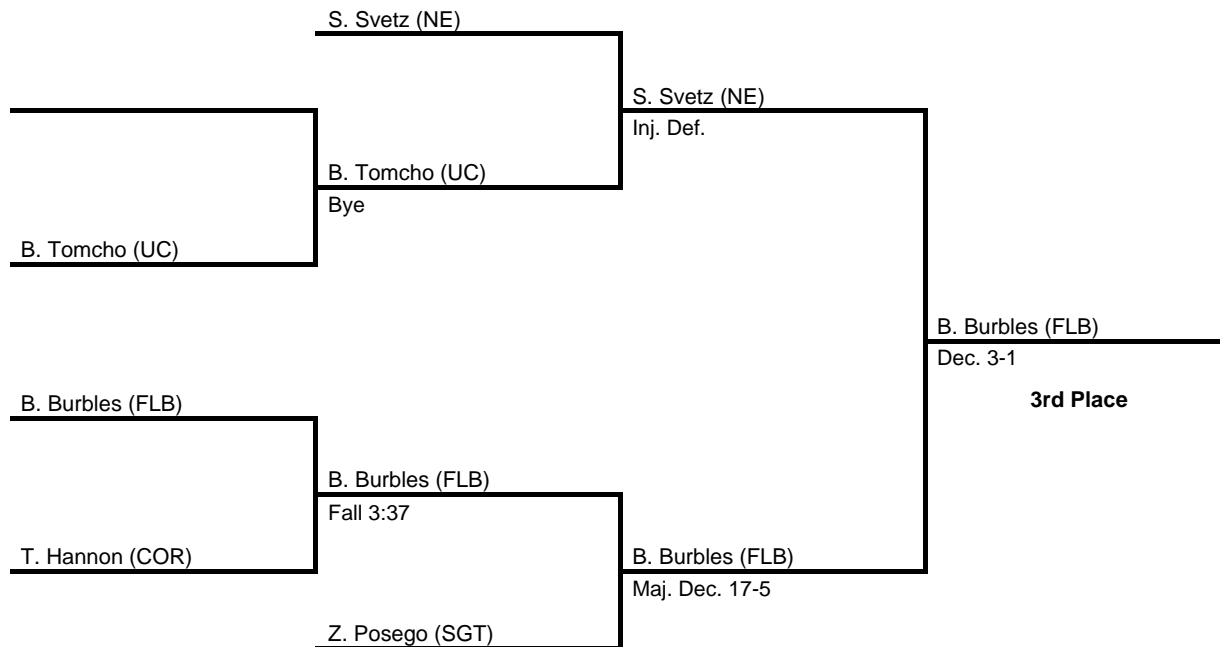 S. Svetz (NE)
S. Svetz (NE)
Inj. Def.
B. Tomcho (UC)
Bye
B. Tomcho (UC)
B. Burbles (FLB)
Dec. 3-1
3rd Place
B. Burbles (FLB)
B. Burbles (FLB)
Fall 3:37
T. Hannon (COR)
B. Burbles (FLB)
Maj. Dec. 17-5
Z. Posego (SGT)